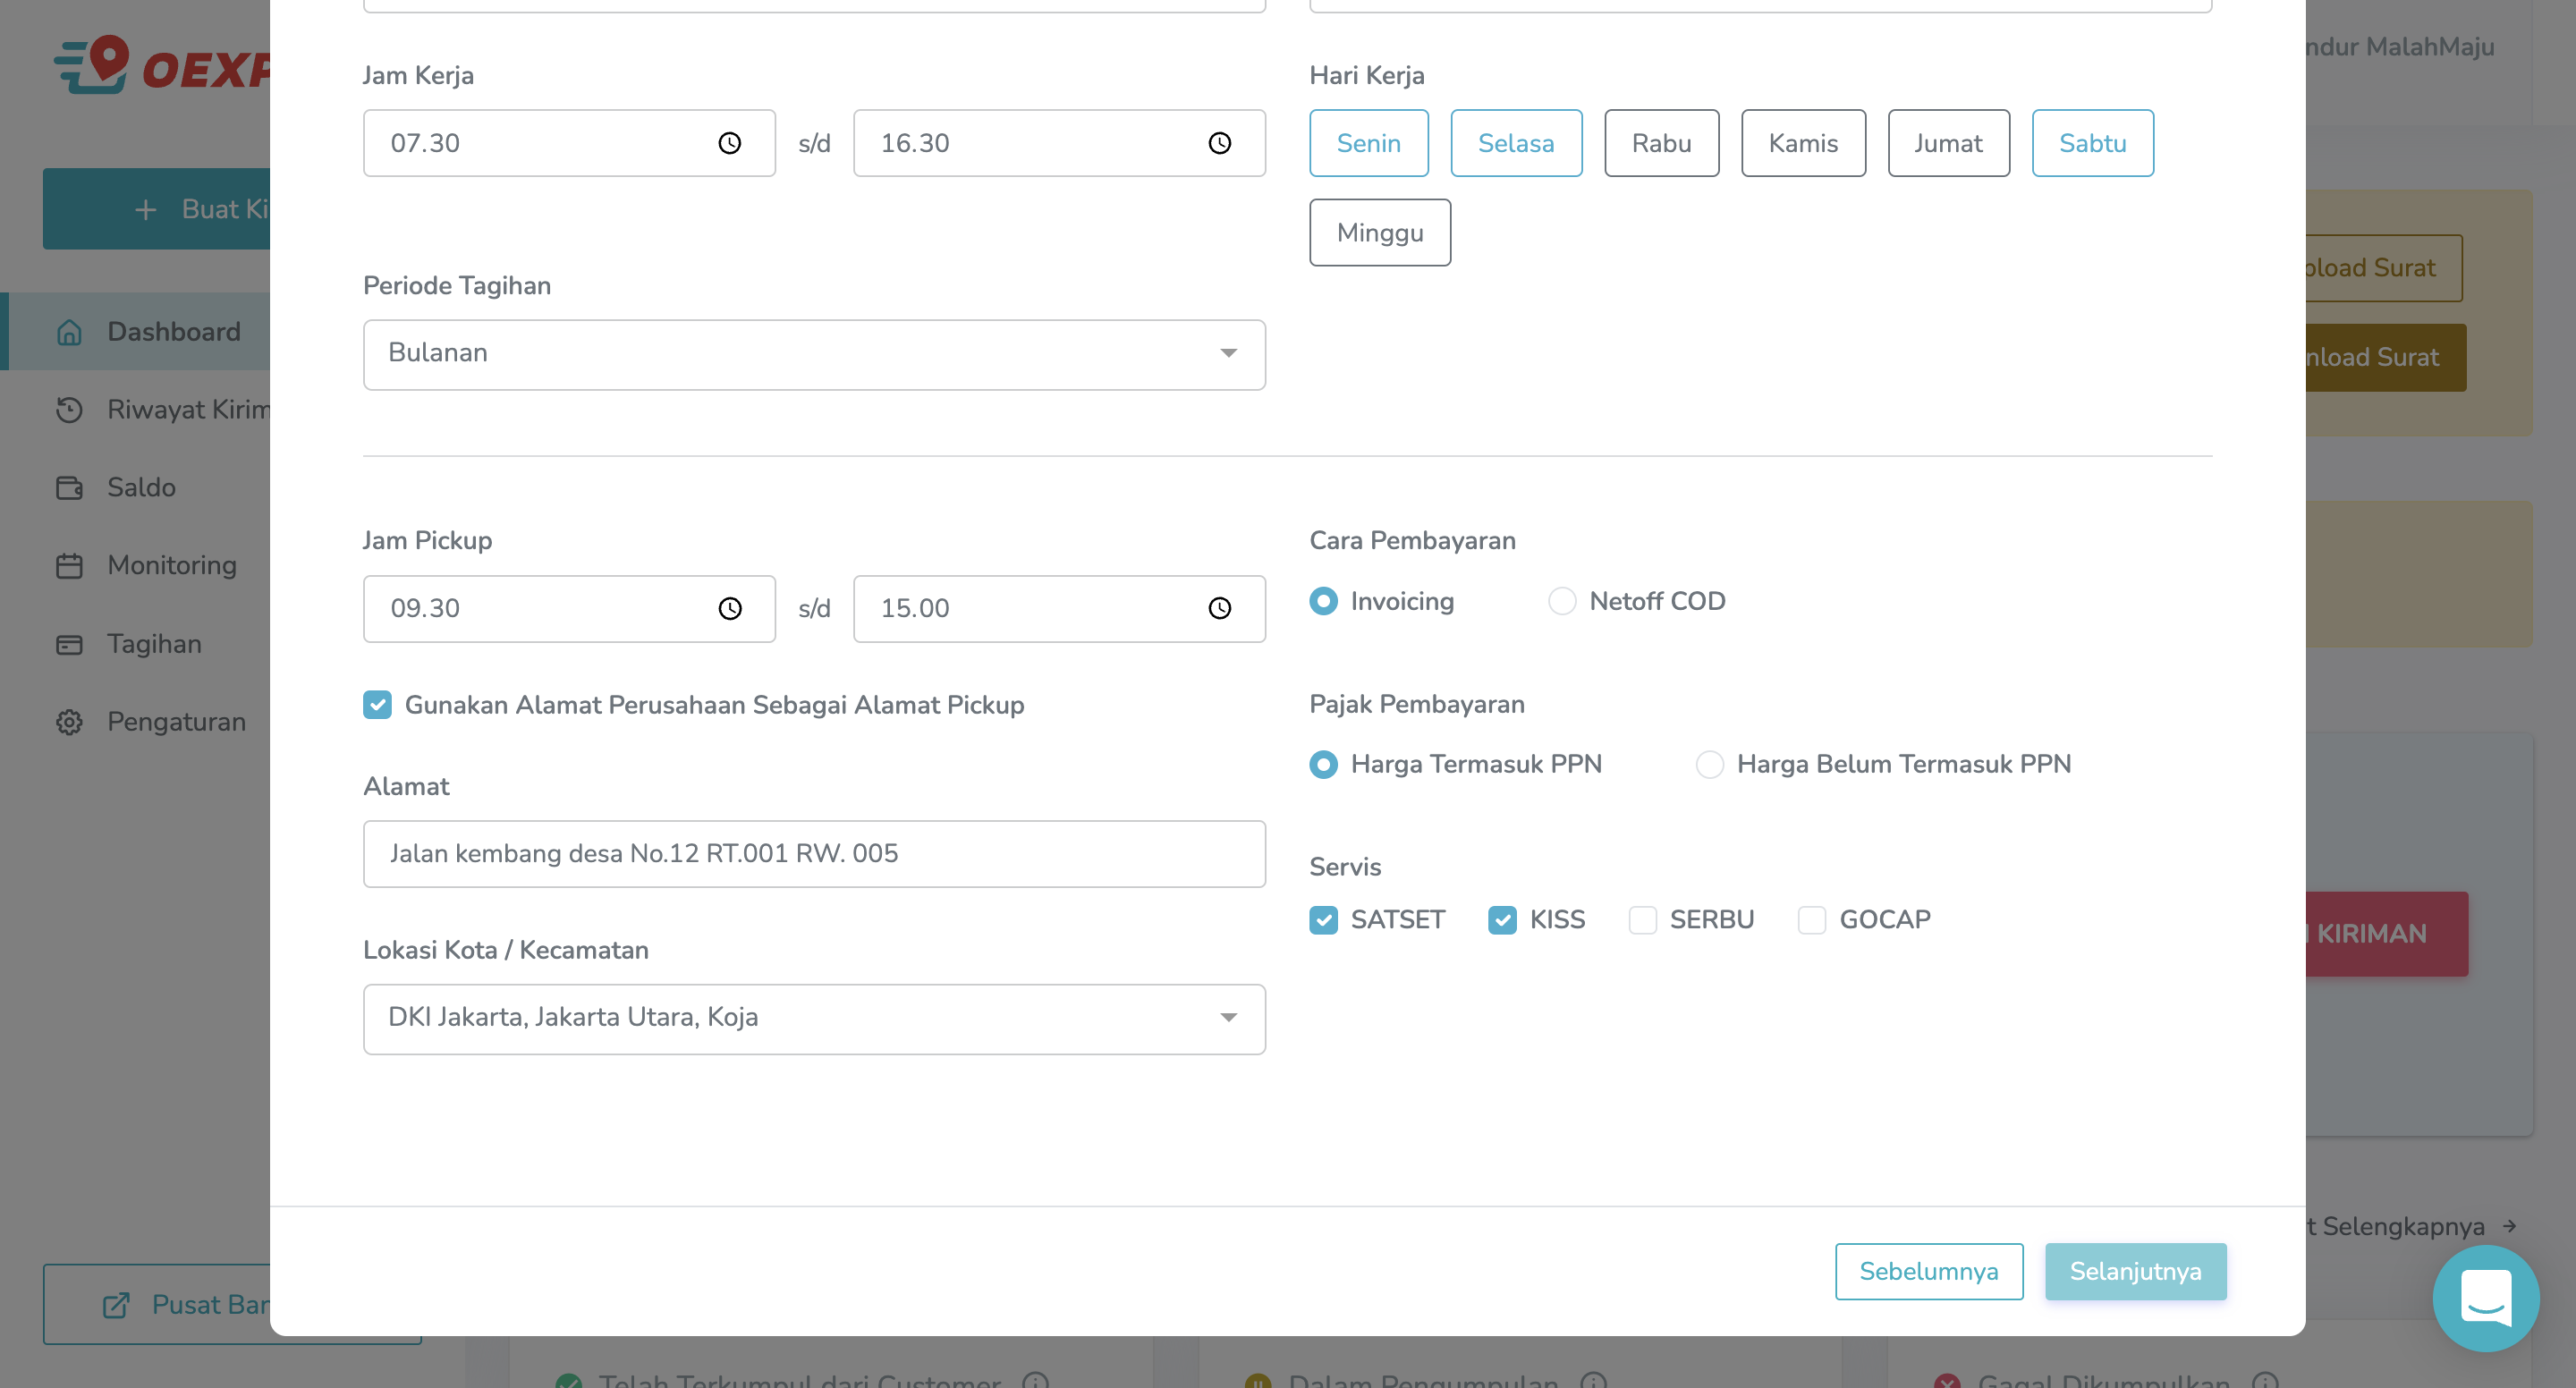 ndur MalahMaju
OEXP
Jam Kerja
Hari Kerja
07.30 s/d 16.30
Senin Selasa Rabu Kamis Jumat Sabtu
Minggu
Buat Ki
Periode Tagihan
Bulanan
pload Surat
nload Surat
Dashboard
Riwayat Kirim
Saldo
Monitoring
Tagihan
Pengaturan
Jam Pickup
09.30 s/d 15.00
Gunakan Alamat Perusahaan Sebagai Alamat Pickup
Alamat
Jalan kembang desa No.12 RT.001 RW. 005
Lokasi Kota / Kecamatan
DKI Jakarta, Jakarta Utara, Koja
Cara Pembayaran
Invoicing Netoff COD
Pajak Pembayaran
Harga Termasuk PPN Harga Belum Termasuk PPN
Servis
SATSET KISS SERBU GOCAP
KIRIMAN
t Selengkapnya
Sebelumnya Selanjutnya
Pusat Ban
Telah Terkumpul dari Customer
Dalam Pengumpulan
Gagal Dikumpulkan